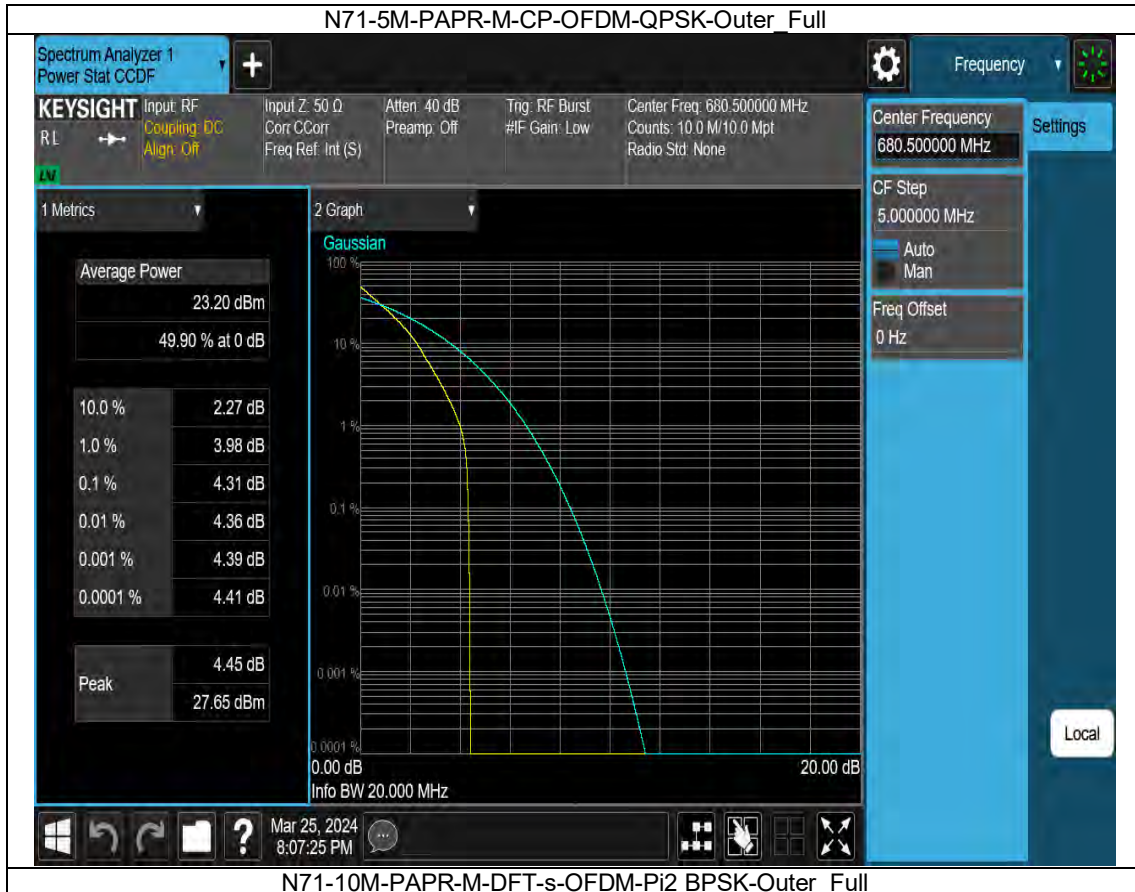 N71-5M-PAPR-M-CP-OFDM-QPSK-Outer_Full
Spectrum Analyzer 1
Power Stat CCDF
+
Frequency
KEYSIGHT
RL
LNI
Input: RF
Coupling: DC
Align: Off
Input Z: 50 Ω
Corr CCorr
Freq Ref: Int (S)
Atten: 40 dB
Preamp: Off
Trig: RF Burst
#IF Gain: Low
Center Freq: 680.500000 MHz
Counts: 10.0 M/10.0 Mpt
Radio Std: None
Center Frequency
680.500000 MHz
Settings
CF Step
5.000000 MHz
Auto
Man
Freq Offset
0 Hz
1 Metrics
Average Power
23.20 dBm
49.90 % at 0 dB
10.0 % 2.27 dB
1.0 % 3.98 dB
0.1 % 4.31 dB
0.01 % 4.36 dB
0.001 % 4.39 dB
0.0001 % 4.41 dB
Peak
4.45 dB
27.65 dBm
2 Graph
Gaussian
100 %
10 %
1 %
0.1 %
0.01 %
0.001 %
0.0001 %
0.00 dB
20.00 dB
Info BW 20.000 MHz
Local
?
Mar 25, 2024
8:07:25 PM
N71-10M-PAPR-M-DFT-s-OFDM-Pi2 BPSK-Outer_Full